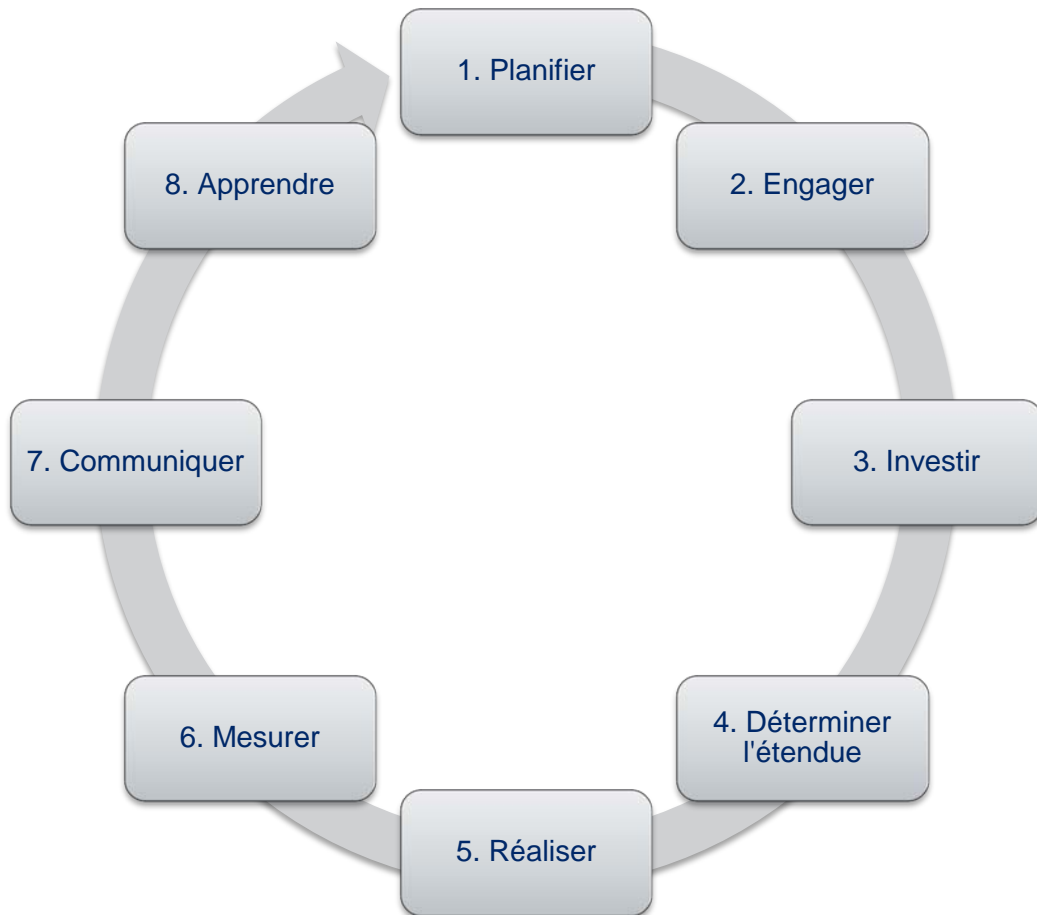 1. Planifier
2. Engager
3. Investir
4. Déterminer
l'étendue
5. Réaliser
6. Mesurer
7. Communiquer
8. Apprendre